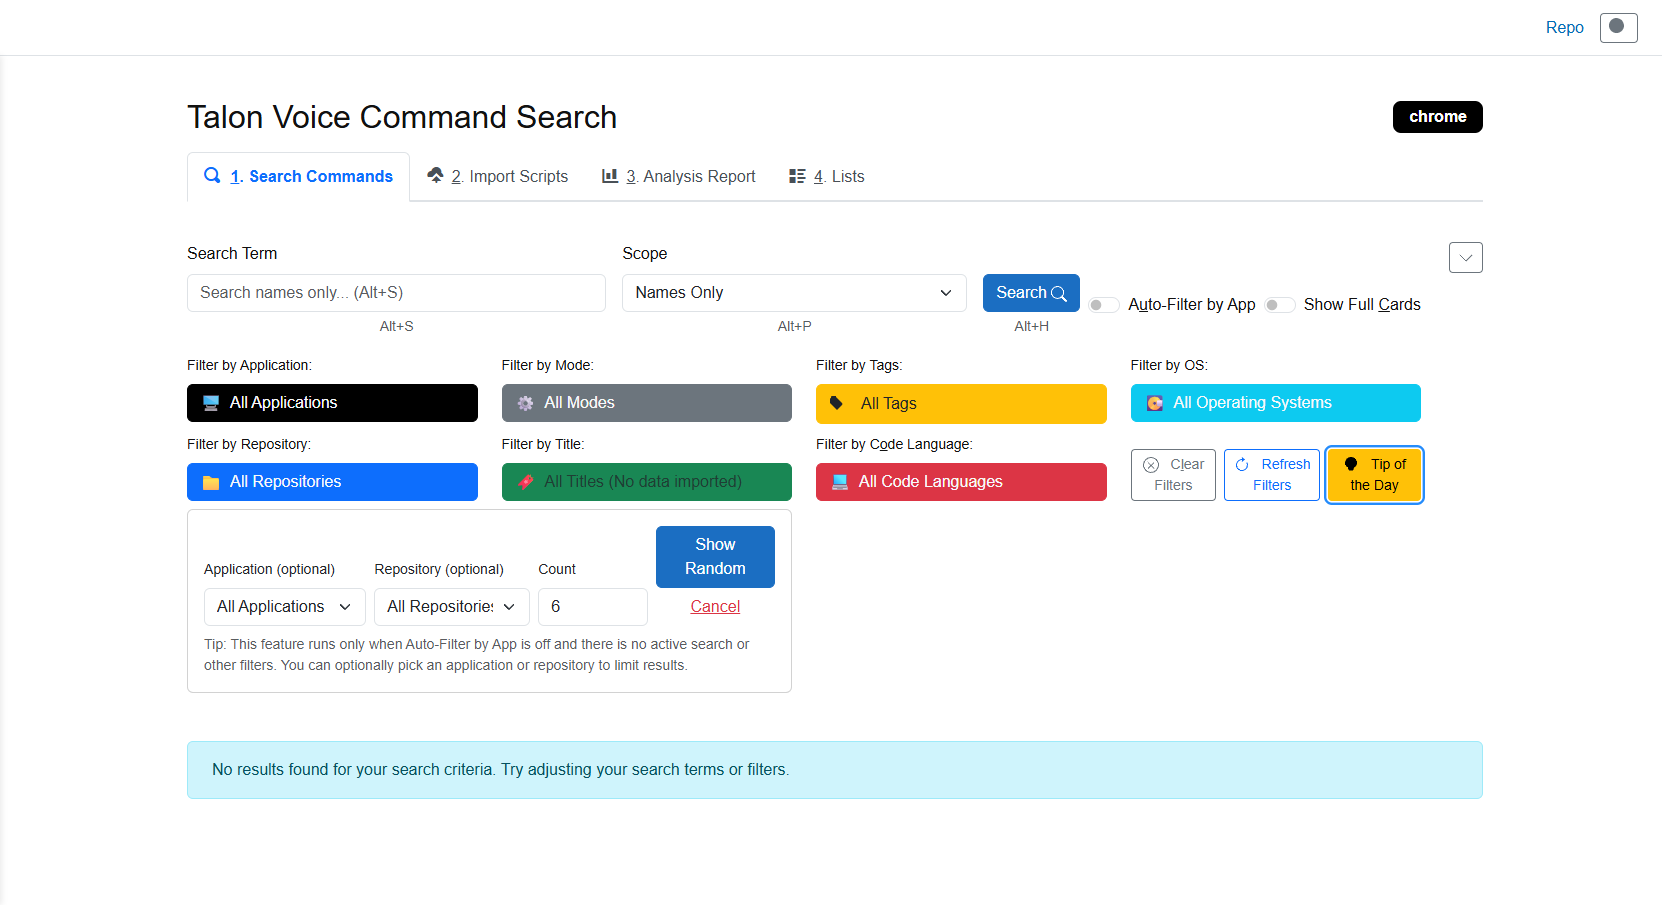 Repo
Talon Voice Command Search
chrome
1. Search Commands
2. Import Scripts
3. Analysis Report
4. Lists
Search Term
Scope
Search names only... (Alt+S)
Names Only
Search
Auto-Filter by App
Show Full Cards
Alt+S
Alt+P
Alt+H
Filter by Application:
Filter by Mode:
Filter by Tags:
Filter by OS:
All Applications
All Modes
All Tags
All Operating Systems
Filter by Repository:
Filter by Title:
Filter by Code Language:
All Repositories
All Titles (No data imported)
All Code Languages
Clear
Filters
Refresh
Filters
Tip of
the Day
Show
Random
Application (optional)
Repository (optional)
Count
All Applications
All Repositories
6
Cancel
Tip: This feature runs only when Auto-Filter by App is off and there is no active search or
other filters. You can optionally pick an application or repository to limit results.
No results found for your search criteria. Try adjusting your search terms or filters.